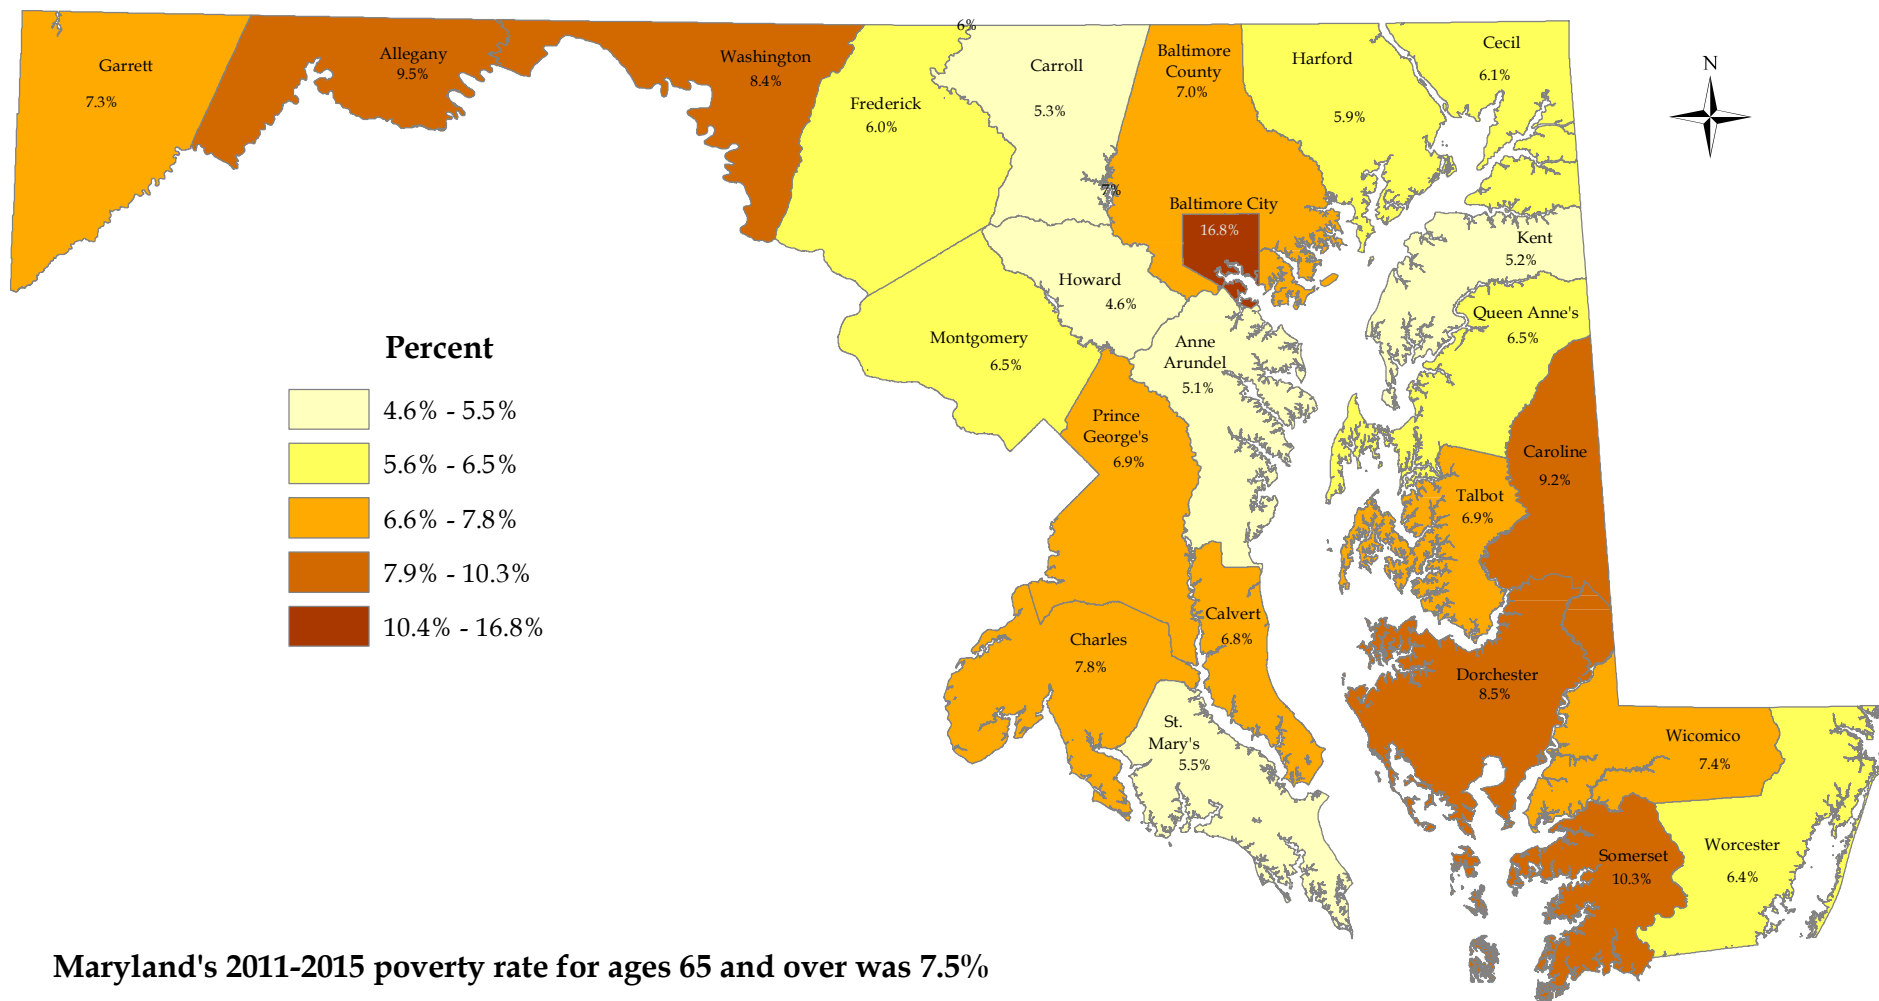 6%
Garrett
7.3%
Allegany
9.5%
Washington
8.4%
Frederick
6.0%
Carroll
5.3%
Baltimore
County
7.0%
7%
Harford
5.9%
Cecil
6.1%
N
Baltimore City
16.8%
Kent
5.2%
Howard
4.6%
Queen Anne's
6.5%
Montgomery
6.5%
Anne
Arundel
5.1%
Prince
George's
6.9%
Caroline
9.2%
Talbot
6.9%
Calvert
6.8%
Charles
7.8%
Dorchester
8.5%
St.
Mary's
5.5%
Wicomico
7.4%
Somerset
10.3%
Worcester
6.4%
Percent
4.6% - 5.5%
5.6% - 6.5%
6.6% - 7.8%
7.9% - 10.3%
10.4% - 16.8%
Maryland's 2011-2015 poverty rate for ages 65 and over was 7.5%